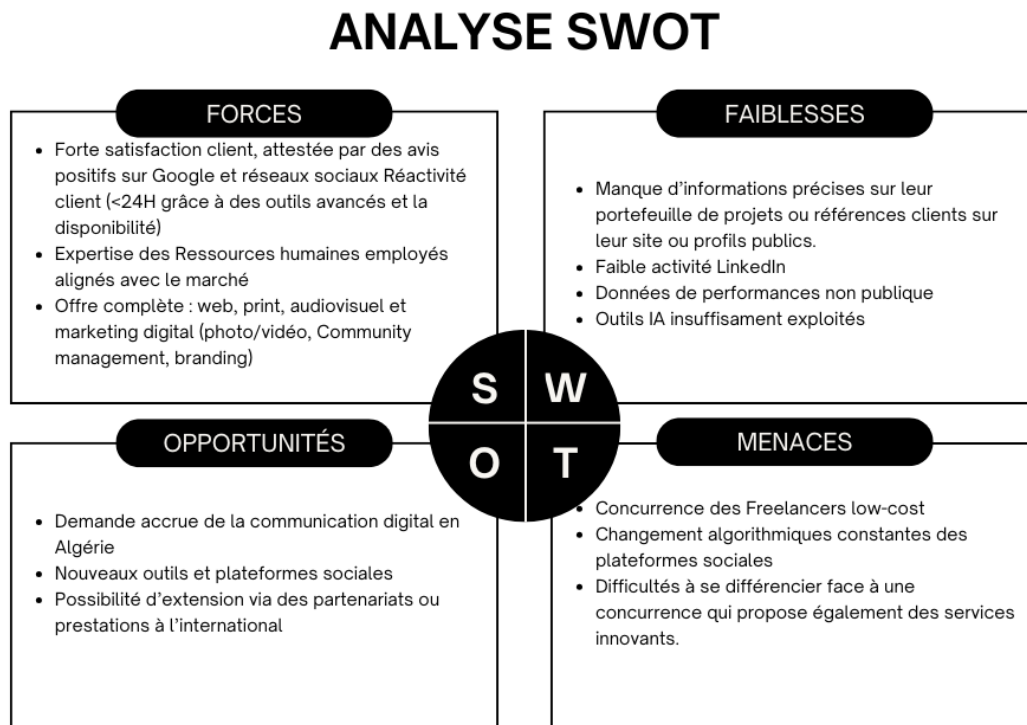 ANALYSE SWOT
FORCES
• Forte satisfaction client, attestée par des avis
positifs sur Google et réseaux sociaux Réactivité
client (<24H grâce à des outils avancés et la
disponibilité)
• Expertise des Ressources humaines employés
alignés avec le marché
• Offre complète : web, print, audiovisuel et
marketing digital (photo/vidéo, Community
management, branding)
FAIBLESSES
• Manque d’informations précises sur leur
portefeuille de projets ou références clients sur
leur site ou profils publics.
• Faible activité LinkedIn
• Données de performances non publique
• Outils IA insuffisament exploités
S W
O T
OPPORTUNITÉS
• Demande accrue de la communication digital en
Algérie
• Nouveaux outils et plateformes sociales
• Possibilité d’extension via des partenariats ou
prestations à l’international
MENACES
• Concurrence des Freelancers low-cost
• Changement algorithmiques constantes des
plateformes sociales
• Difficultés à se différencier face à une
concurrence qui propose également des services
innovants.